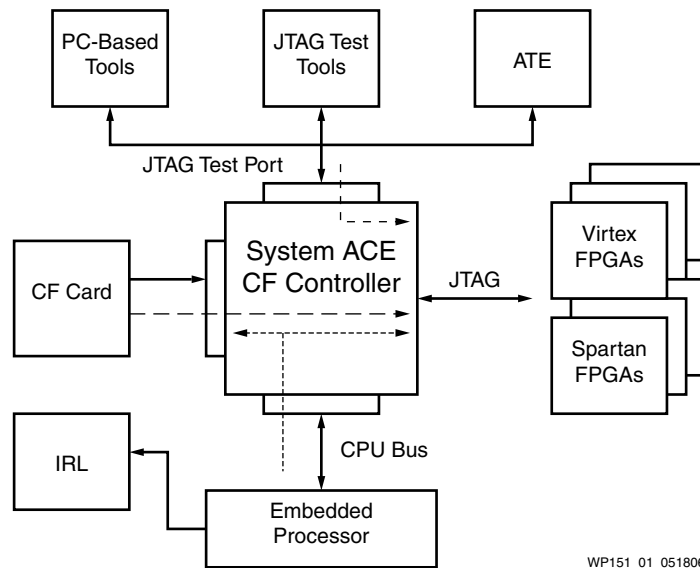 PC-Based
Tools
JTAG Test
Tools
ATE
JTAG Test Port
System ACE
CF Controller
CF Card
JTAG
Virtex
FPGAs
Spartan
FPGAs
IRL
CPU Bus
Embedded
Processor
WP151_01_051806